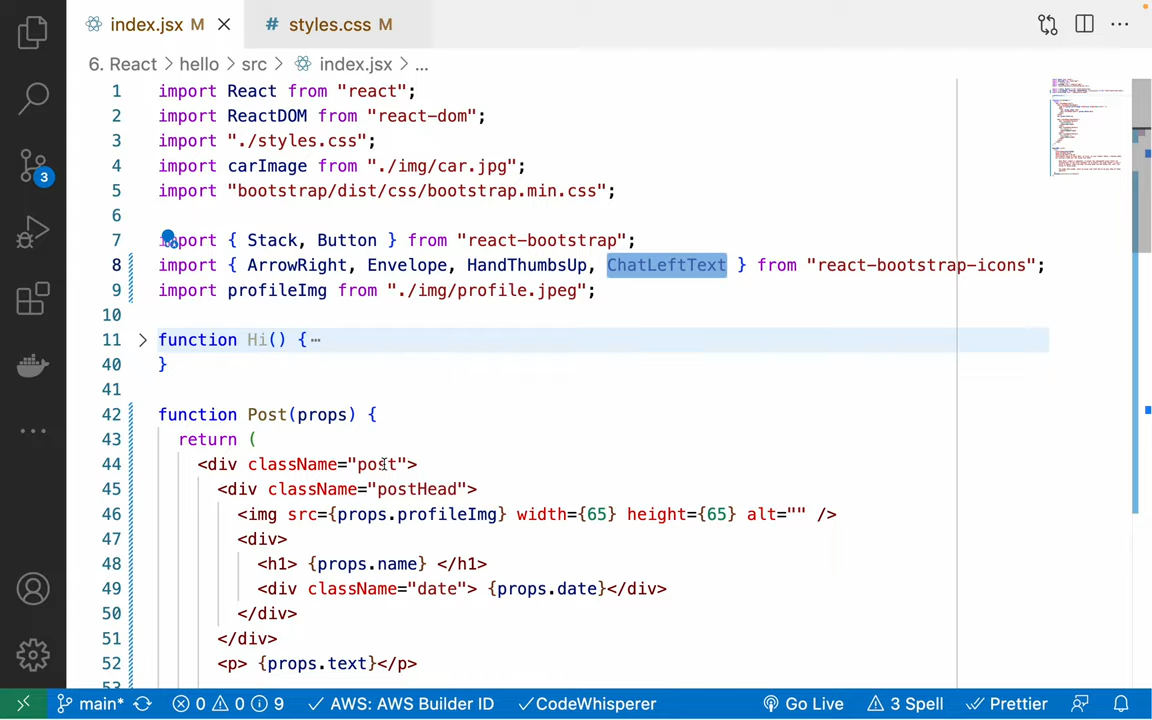 index.jsx M
# styles.css M
6. React > hello > src > index.jsx > ...
1 import React from "react";
2 import ReactDOM from "react-dom";
3 import "./styles.css";
4 import carImage from "./img/car.jpg";
5 import "bootstrap/dist/css/bootstrap.min.css";
6
7 import { Stack, Button } from "react-bootstrap";
8 import { ArrowRight, Envelope, HandThumbsUp, ChatLeftText } from "react-bootstrap-icons";
9 import profileImg from "./img/profile.jpeg";
10
11 function Hi() {
40 }
41
42 function Post(props) {
43 return (
44 <div className="post">
45 <div className="postHead">
46 <img src={props.profileImg} width={65} height={65} alt="" />
47 <div>
48 <h1> {props.name} </h1>
49 <div className="date"> {props.date}</div>
50 </div>
51 </div>
52 <p> {props.text}</p>
53
3
main* 0 0 9 AWS: AWS Builder ID CodeWhisperer Go Live 3 Spell Prettier